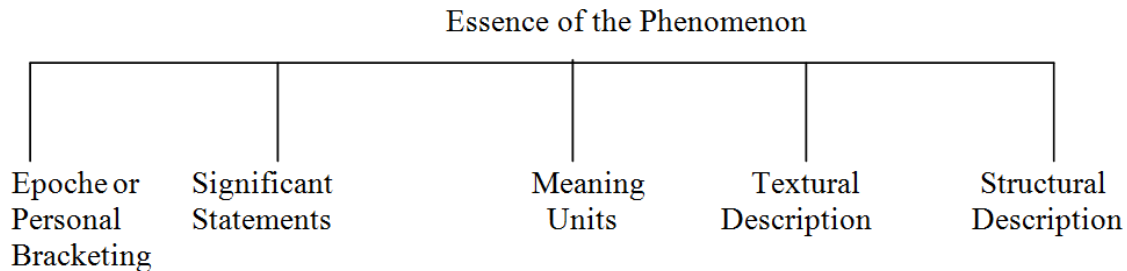 Essence of the Phenomenon
Epoche or
Personal
Bracketing
Significant
Statements
Meaning
Units
Textural
Description
Structural
Description